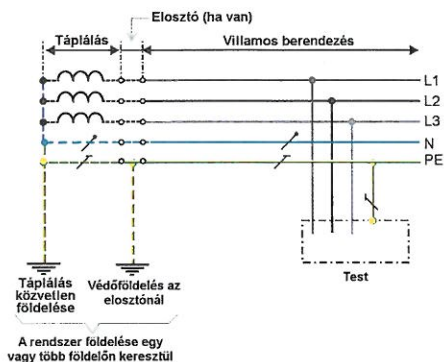 Elosztó (ha van)
Táplálás
Villamos berendezés
L1
L2
L3
N
PE
Test
Táplálás
közvetlen
földelése
Védőföldelés az
elosztónál
A rendszer földelése egy
vagy több földelőn keresztül